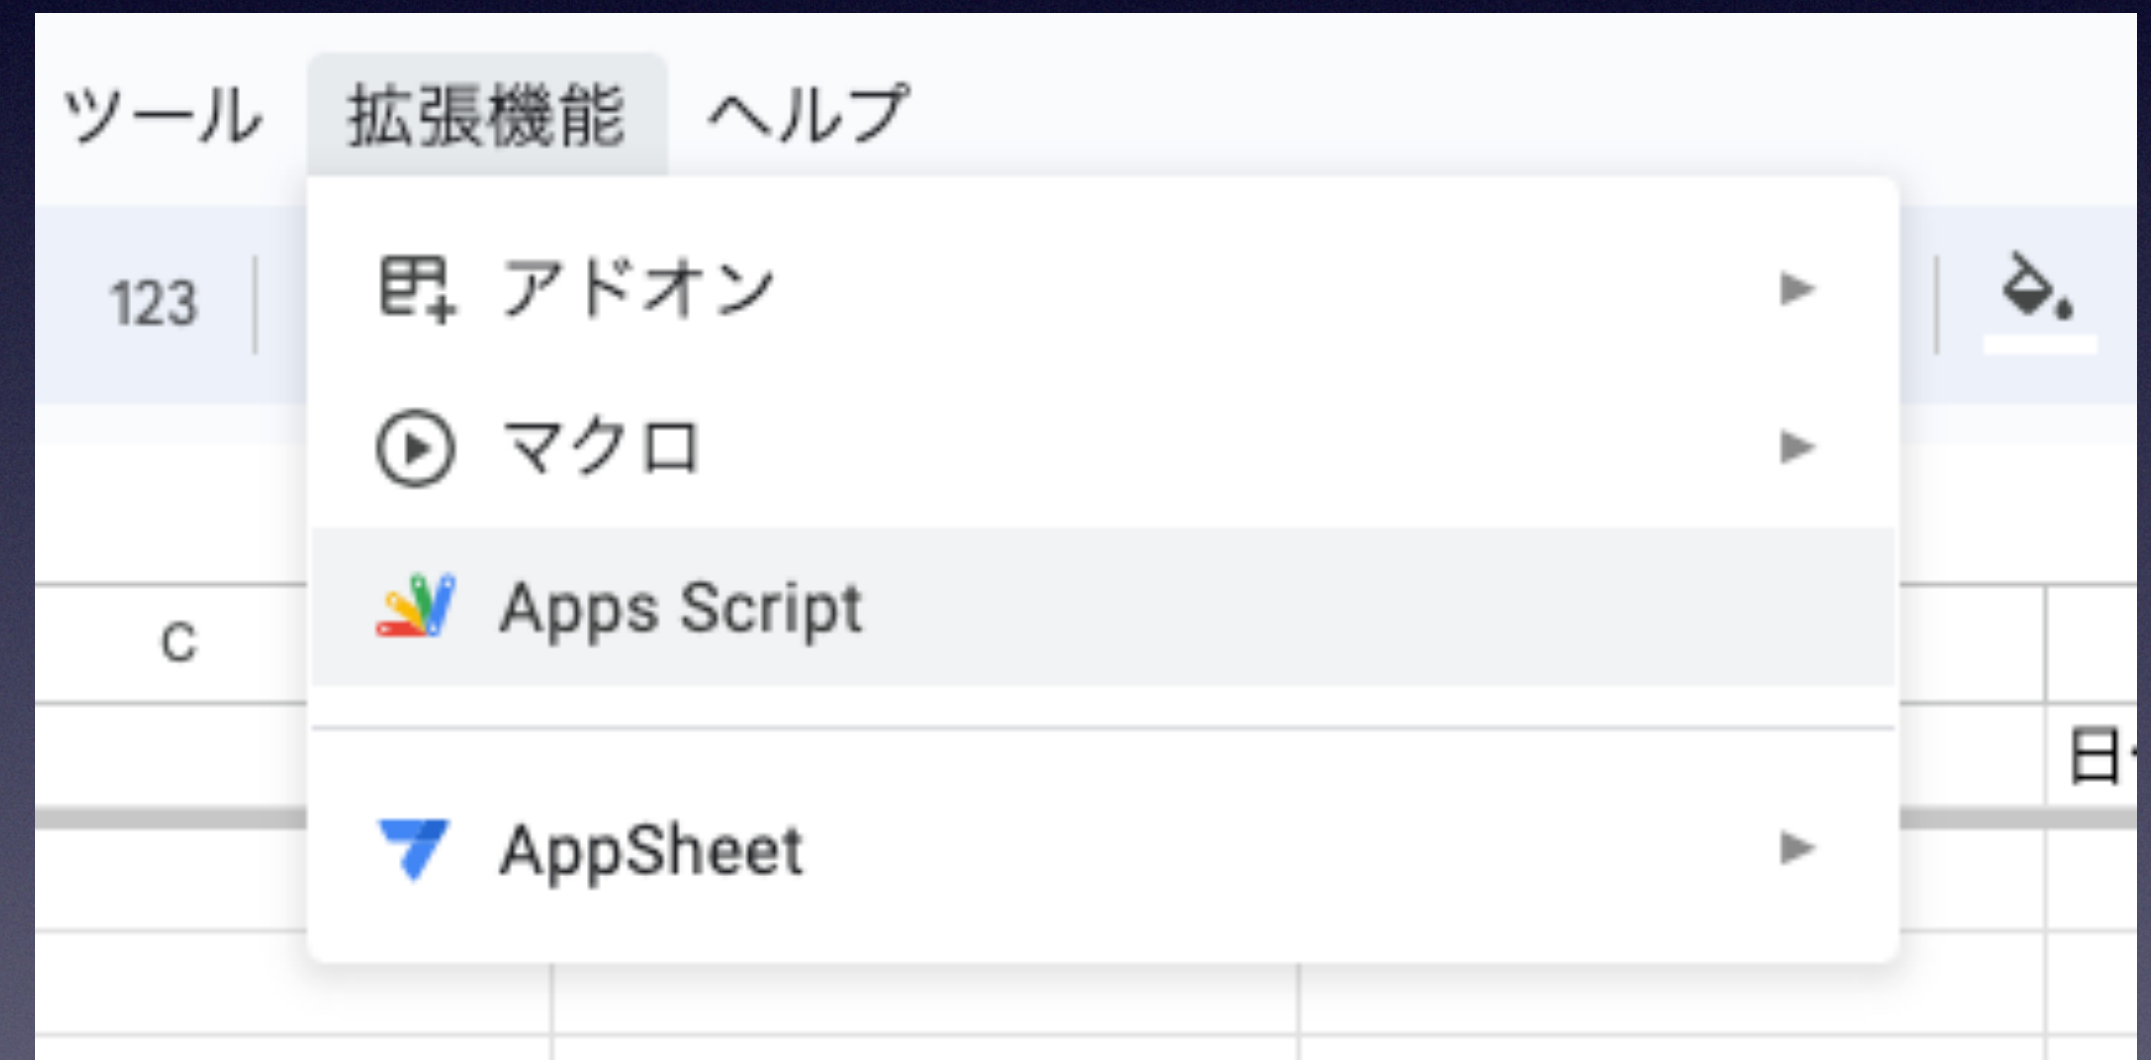 ツール 拡張機能 ヘルプ
123
アドオン
マクロ
Apps Script
C
日
AppSheet